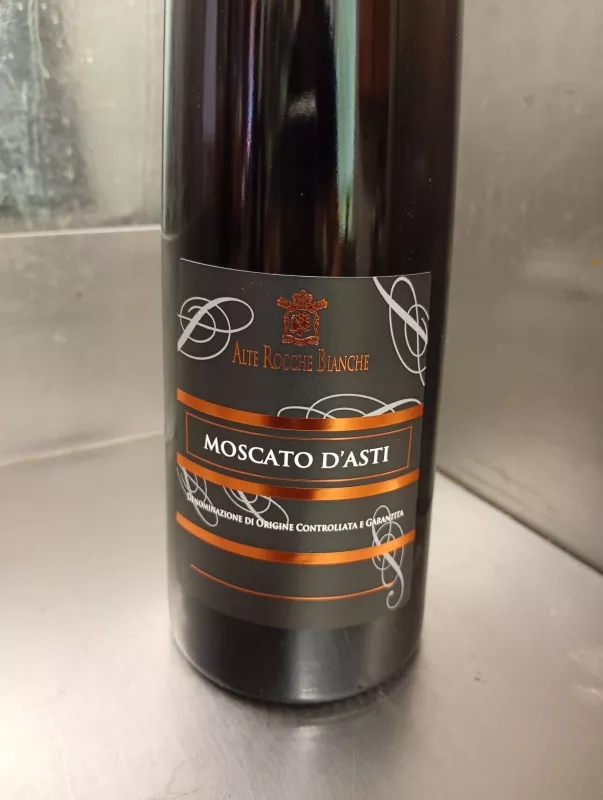 Alte Rocche Bianche
MOSCATO D'ASTI
Denominazione di Origine Controllata e Garantita